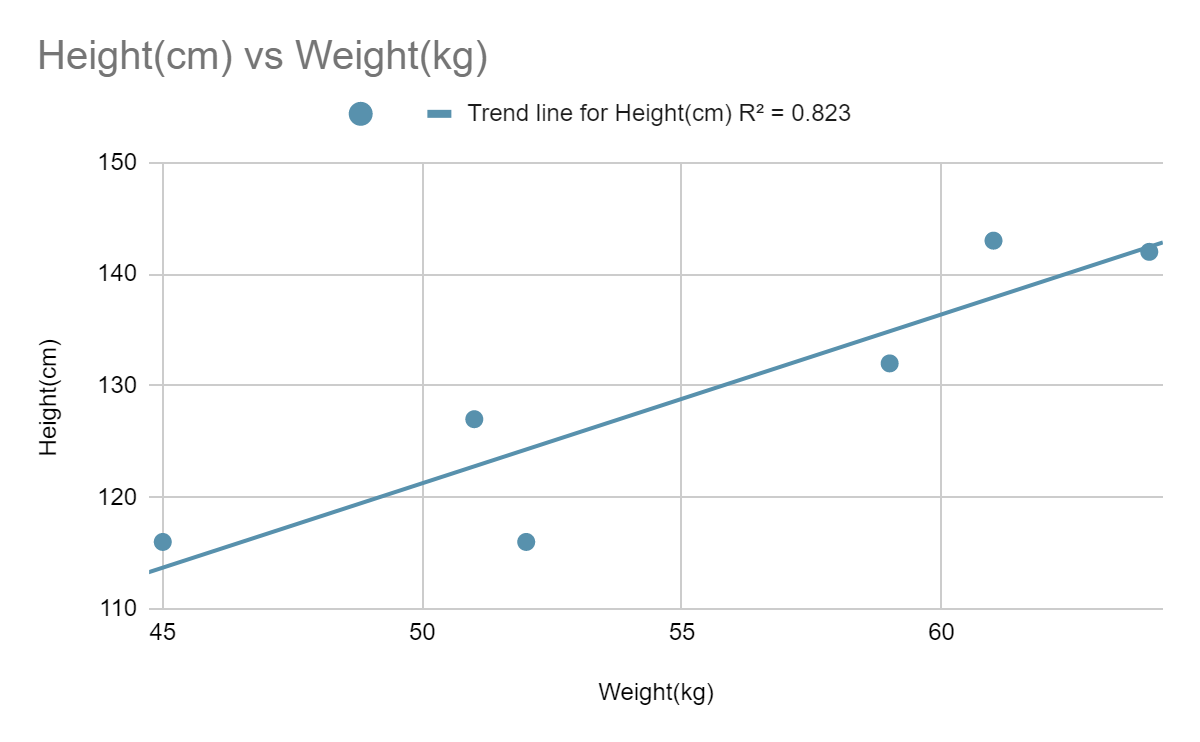 Height(cm) vs Weight(kg)
Trend line for Height(cm) R² = 0.823
150
140
130
120
110
Height(cm)
45 50 55 60
Weight(kg)